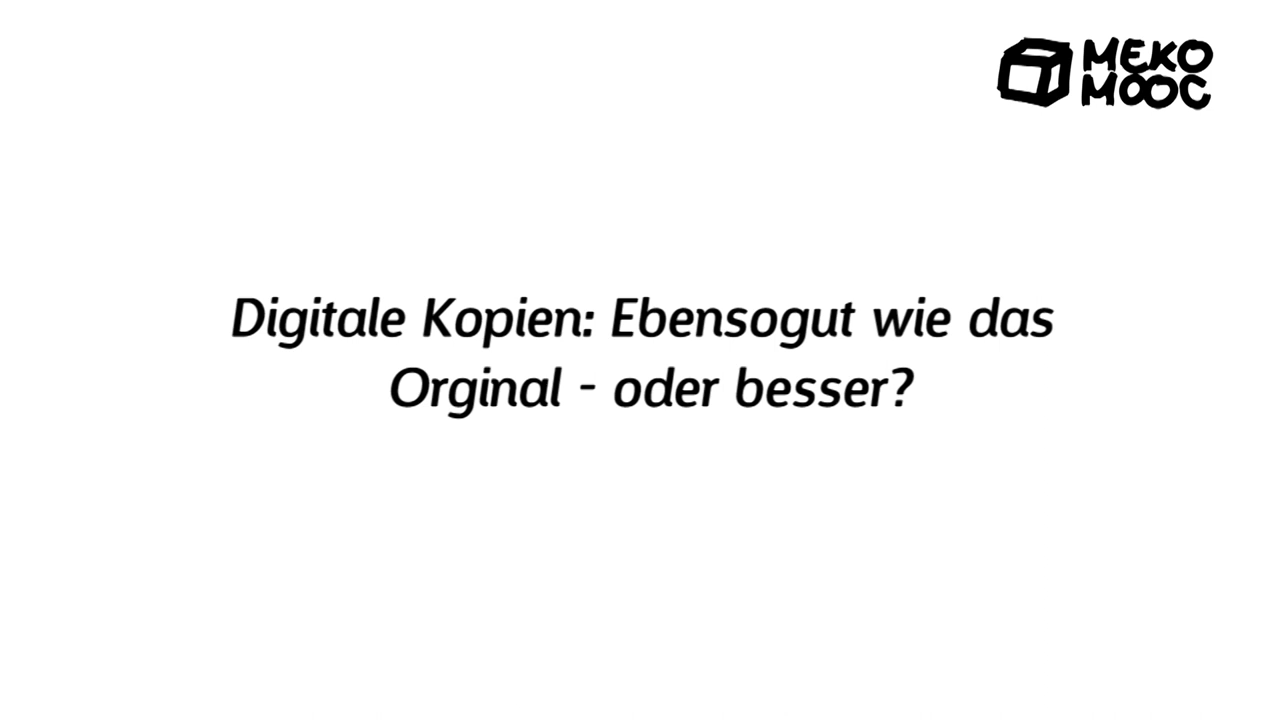 MEKO
MOOC
Digitale Kopien: Ebensogut wie das
Orginal - oder besser?